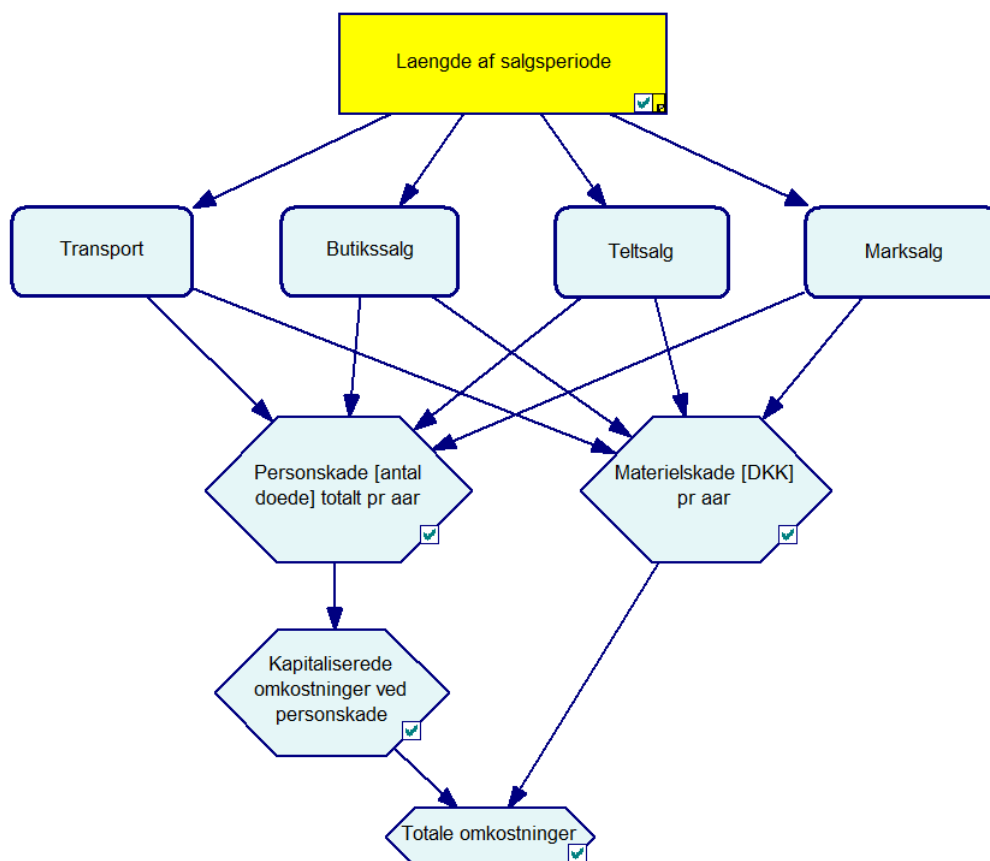 Laengde af salgsperiode
Transport
Butikssalg
Teltsalg
Marksalg
Personskade [antal
doede] totalt pr aar
Materielskade [DKK]
pr aar
Kapitaliserede
omkostninger ved
personskade
Totale omkostninger